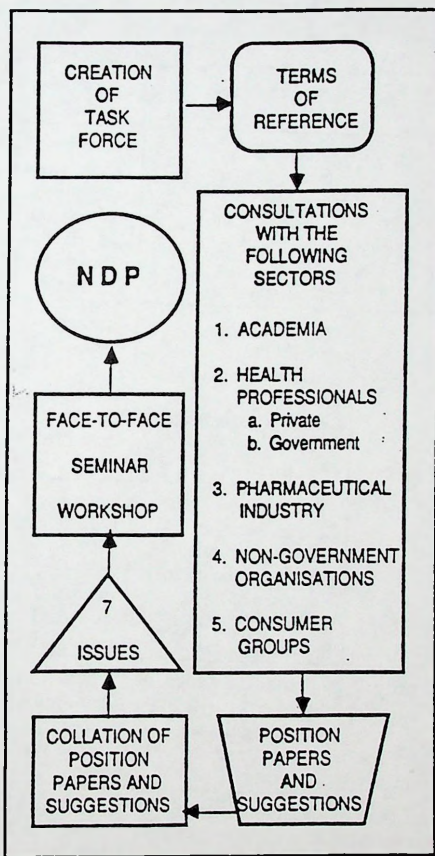 CREATION
OF
TASK
FORCE
TERMS
OF
REFERENCE
CONSULTATIONS
WITH THE
FOLLOWING
SECTORS
1. ACADEMIA
2. HEALTH
PROFESSIONALS
a. Private
b. Government
3. PHARMACEUTICAL
INDUSTRY
4. NON-GOVERNMENT
ORGANISATIONS
5. CONSUMER
GROUPS
POSITION
PAPERS
AND
SUGGESTIONS
COLLATION OF
POSITION
PAPERS AND
SUGGESTIONS
7
ISSUES
FACE-TO-FACE
SEMINAR
WORKSHOP
NDP